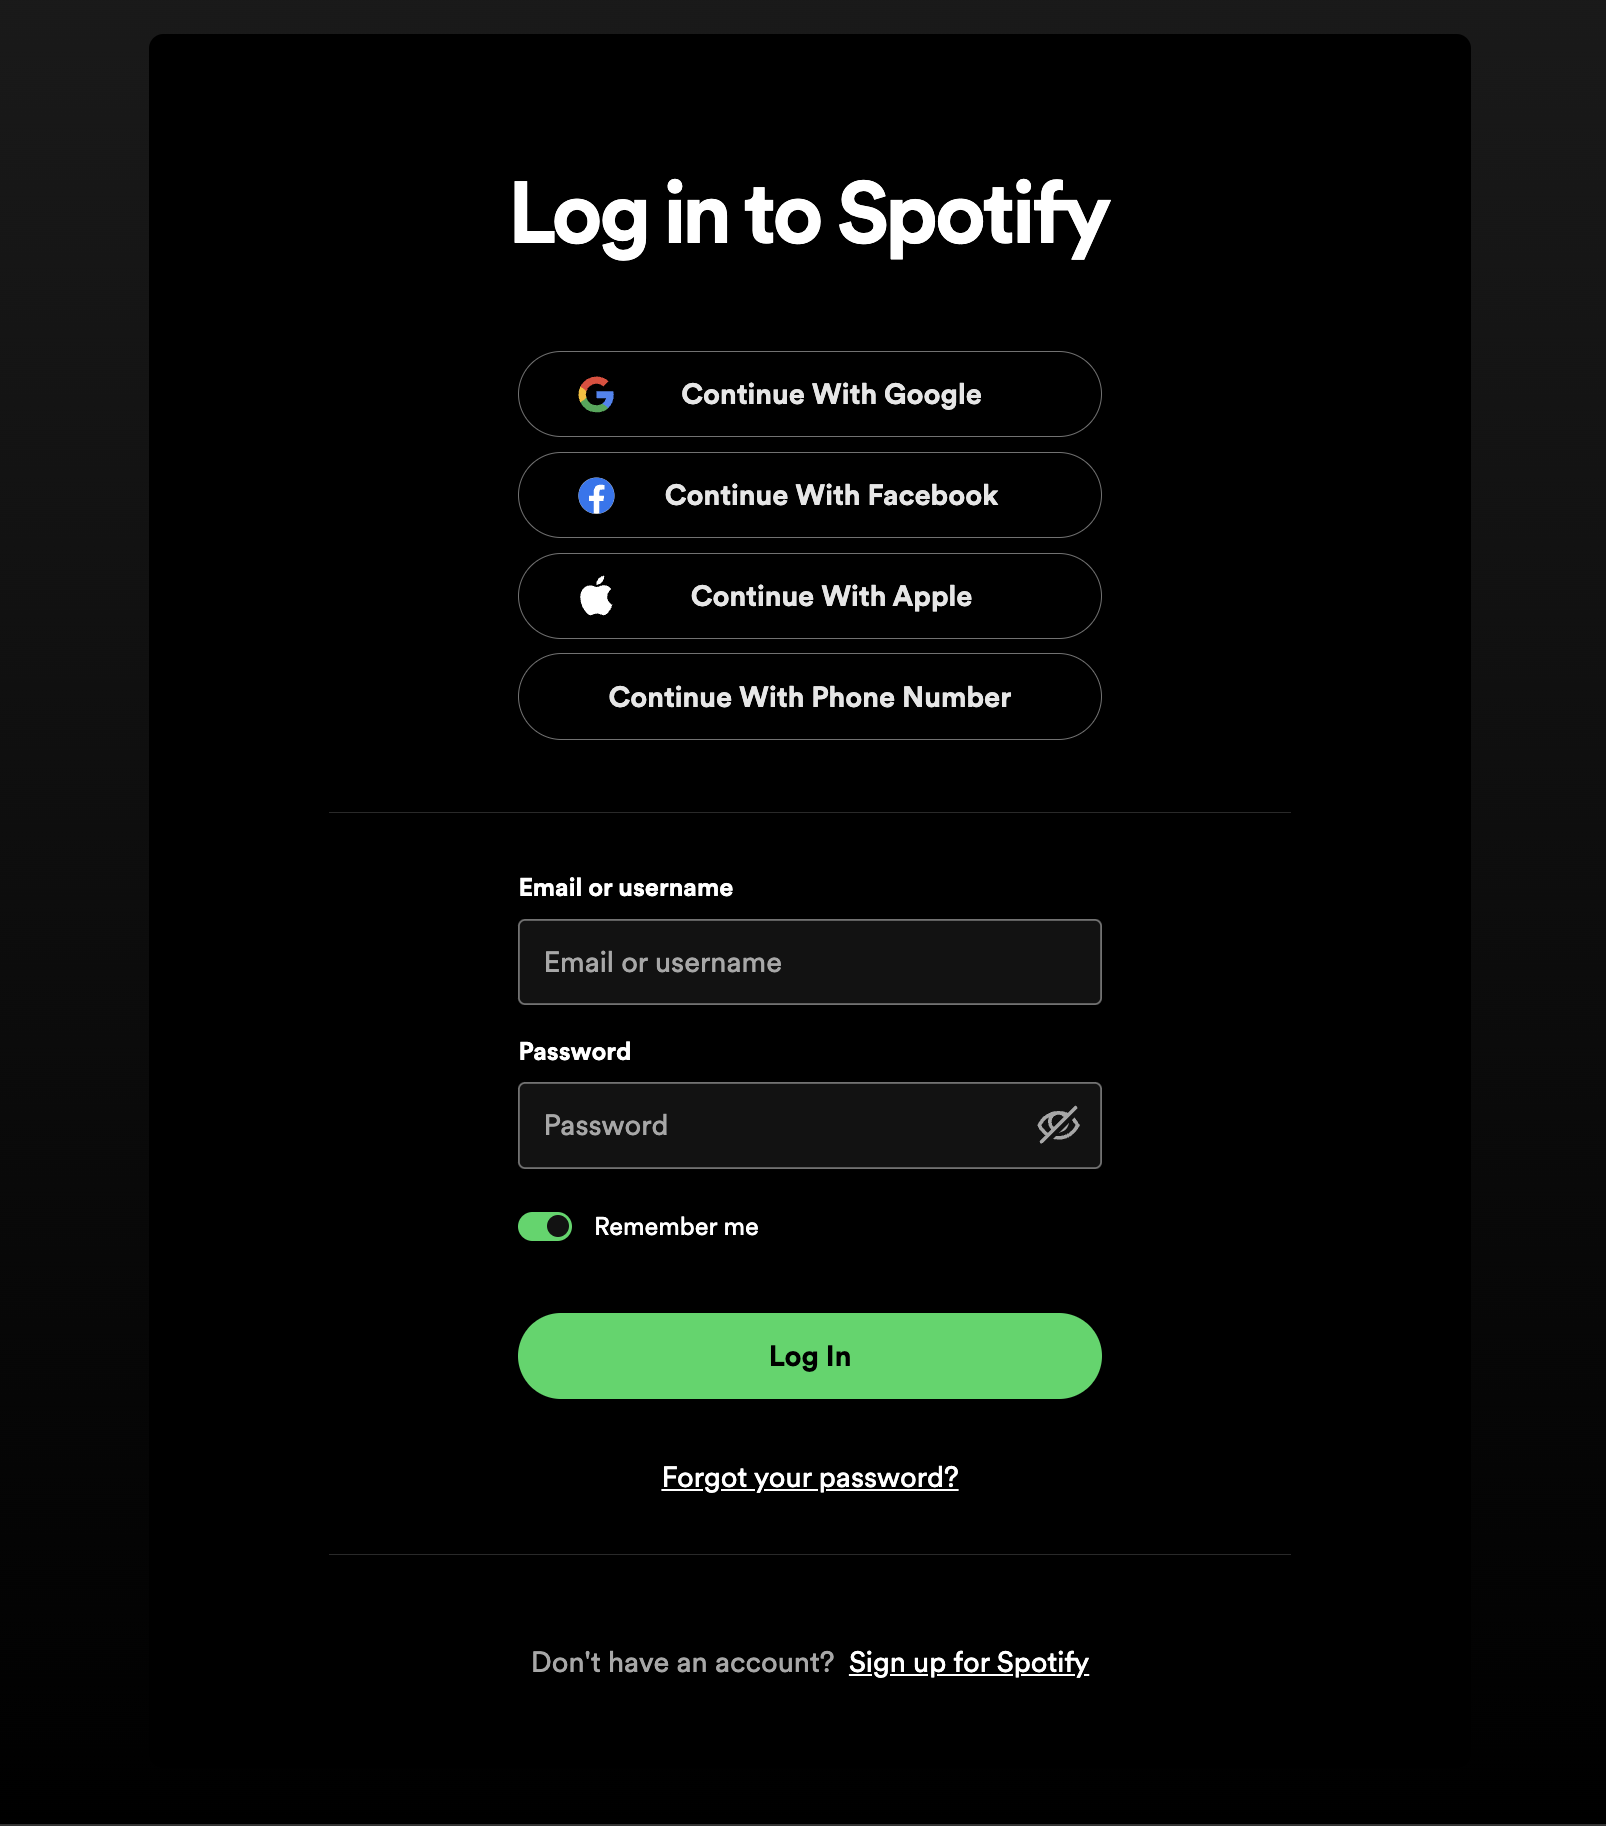 Log in to Spotify
Continue With Google
Continue With Facebook
Continue With Apple
Continue With Phone Number
Email or username
Email or username
Password
Password
Remember me
Log In
Forgot your password?
Don't have an account? Sign up for Spotify